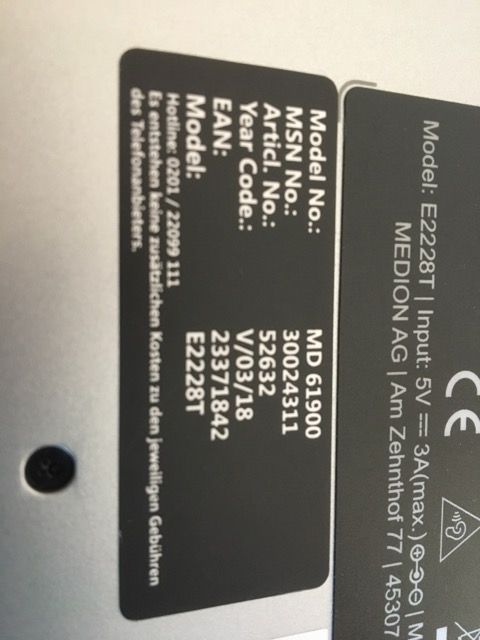 Model: E2228T | Input: 5V ⎓ 3A(max.)
MEDION AG | Am Zehnthof 77 | 45307
CE
Model No.: MD 61900
MSN No.: 30024311
Articl. No.: 52632
Year Code.: V/03/18
EAN: 23371842
Model: E2228T
Hotline: 0201 / 22099 111
Es entstehen keine zusätzlichen Kosten zu den jeweiligen Gebühren
des Telefonanbieters.